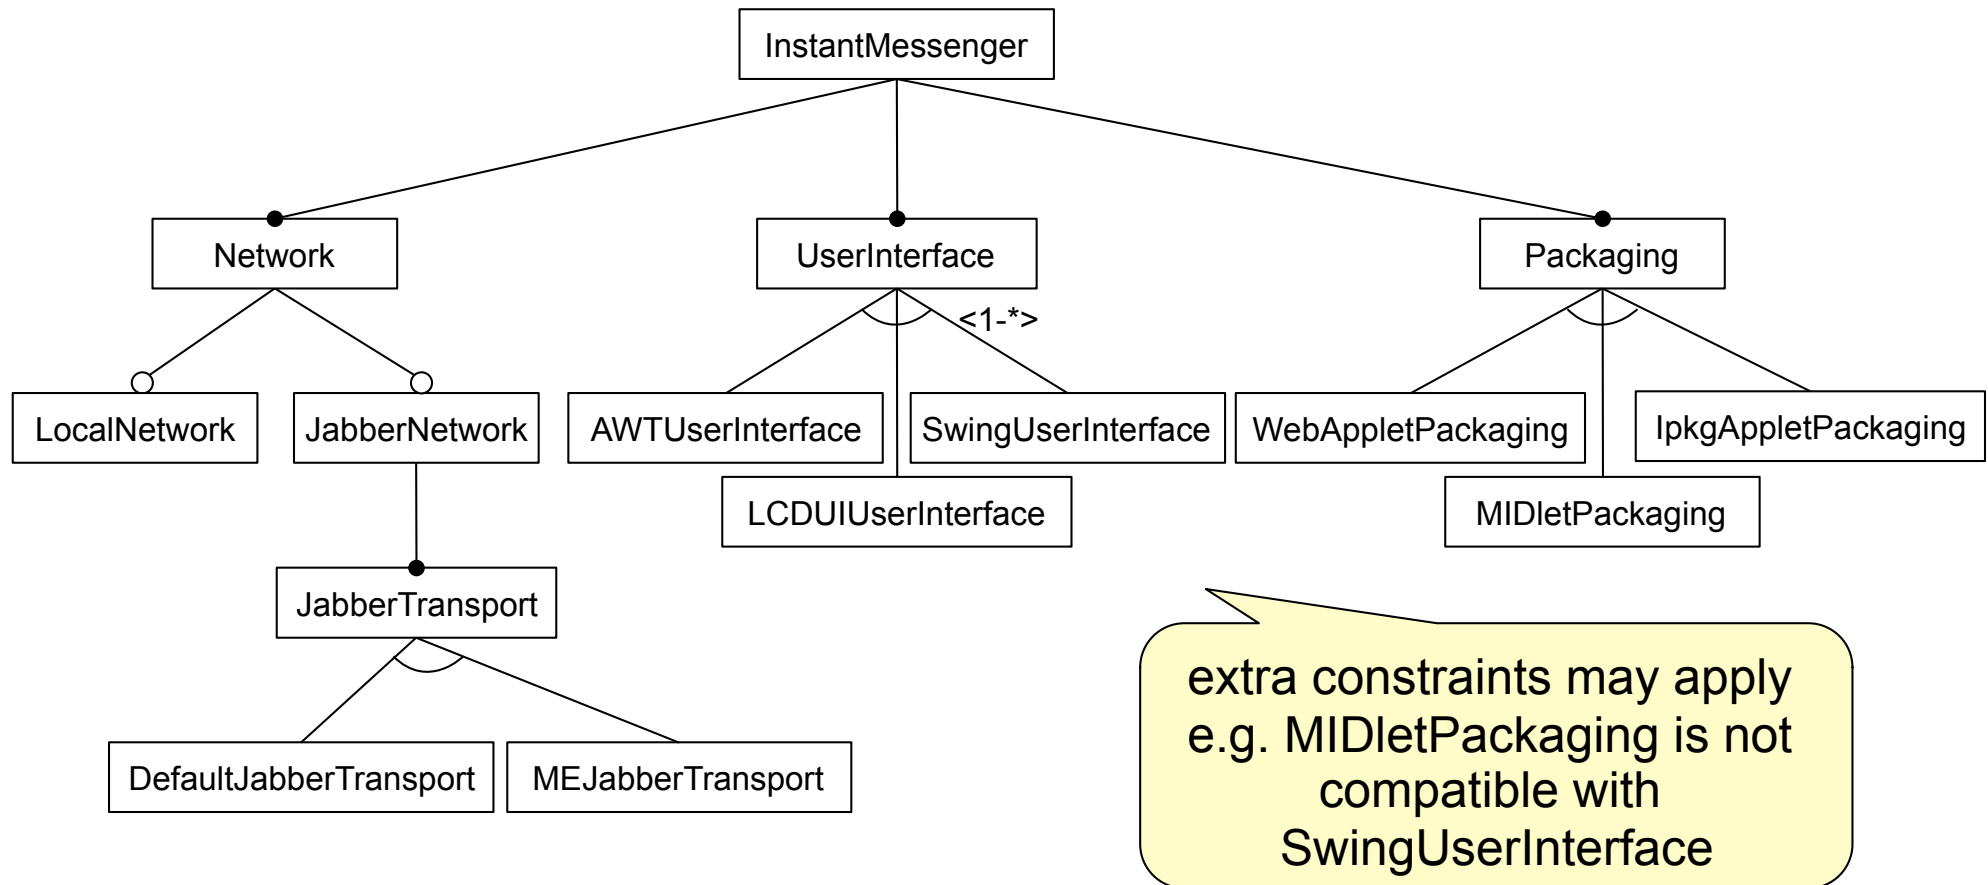 InstantMessenger
Network
UserInterface
Packaging
<1-*>
LocalNetwork
JabberNetwork
AWTUserInterface
SwingUserInterface
WebAppletPackaging
IpkgAppletPackaging
LCDUIUserInterface
MIDletPackaging
JabberTransport
DefaultJabberTransport
MEJabberTransport
extra constraints may apply
e.g. MIDletPackaging is not
compatible with
SwingUserInterface